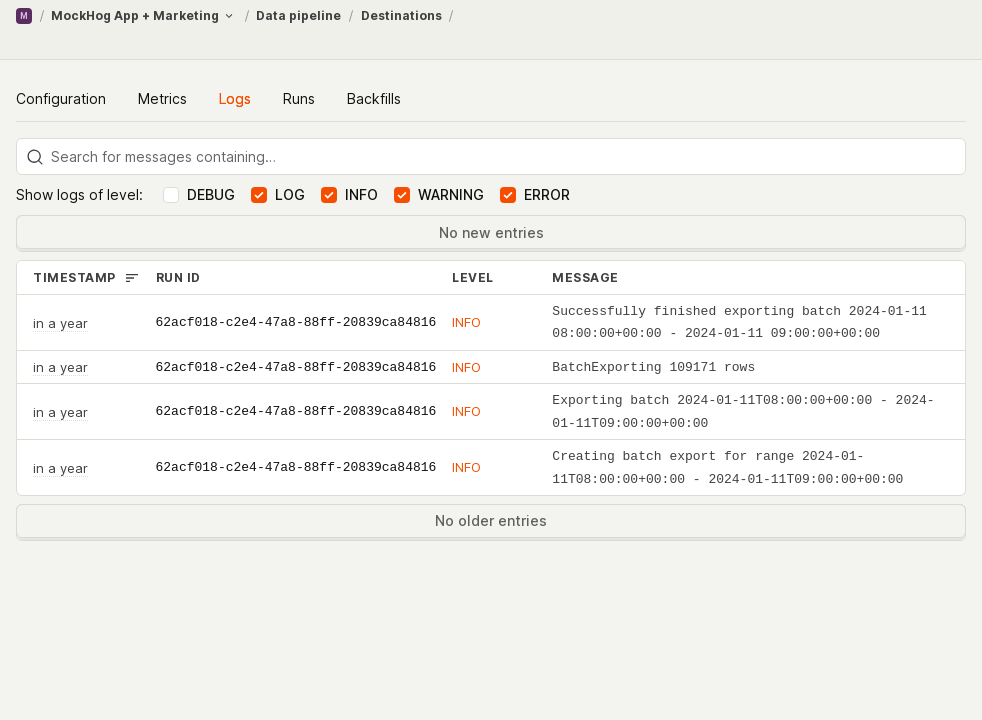 M / MockHog App + Marketing / Data pipeline / Destinations /
Configuration Metrics Logs Runs Backfills
Search for messages containing…
Show logs of level: DEBUG LOG INFO WARNING ERROR
No new entries
TIMESTAMP RUN ID LEVEL MESSAGE
in a year 62acf018-c2e4-47a8-88ff-20839ca84816 INFO Successfully finished exporting batch 2024-01-11
08:00:00+00:00 - 2024-01-11 09:00:00+00:00
in a year 62acf018-c2e4-47a8-88ff-20839ca84816 INFO BatchExporting 109171 rows
in a year 62acf018-c2e4-47a8-88ff-20839ca84816 INFO Exporting batch 2024-01-11T08:00:00+00:00 - 2024-
01-11T09:00:00+00:00
in a year 62acf018-c2e4-47a8-88ff-20839ca84816 INFO Creating batch export for range 2024-01-
11T08:00:00+00:00 - 2024-01-11T09:00:00+00:00
No older entries